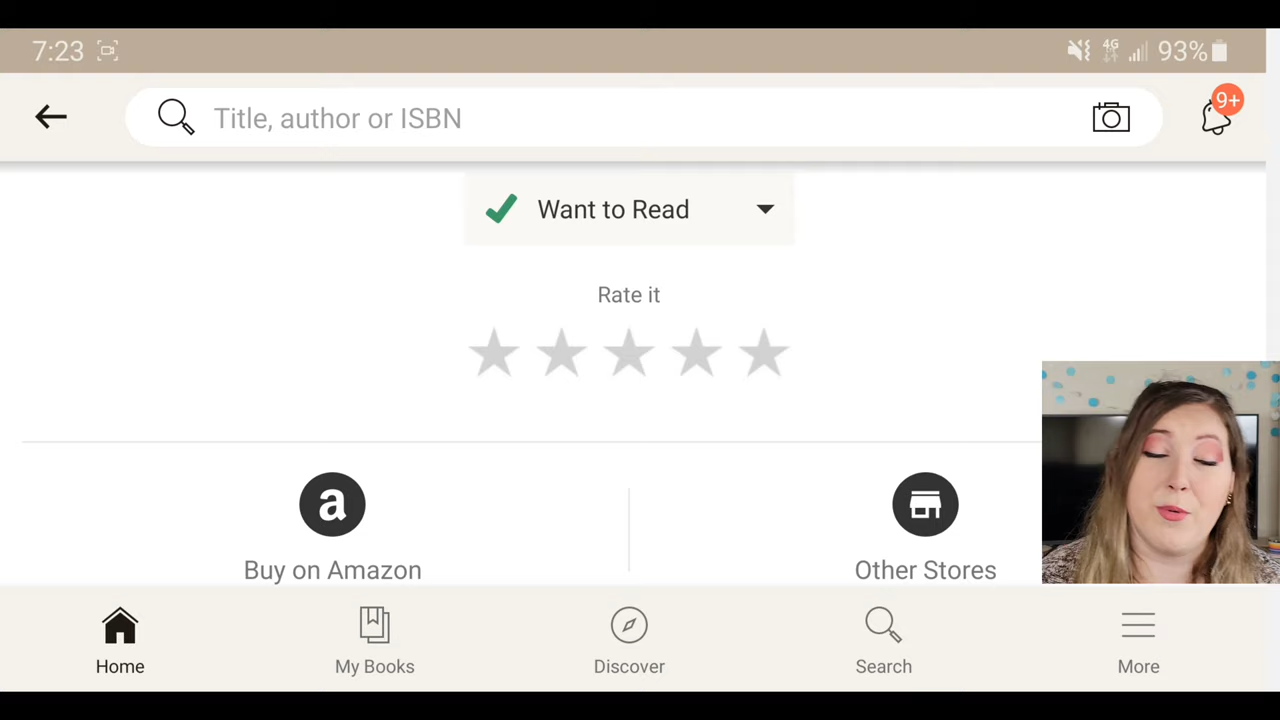 7:23 4G 93%
Title, author or ISBN 9+
Want to Read
Rate it
a
Buy on Amazon Other Stores
Home My Books Discover Search More